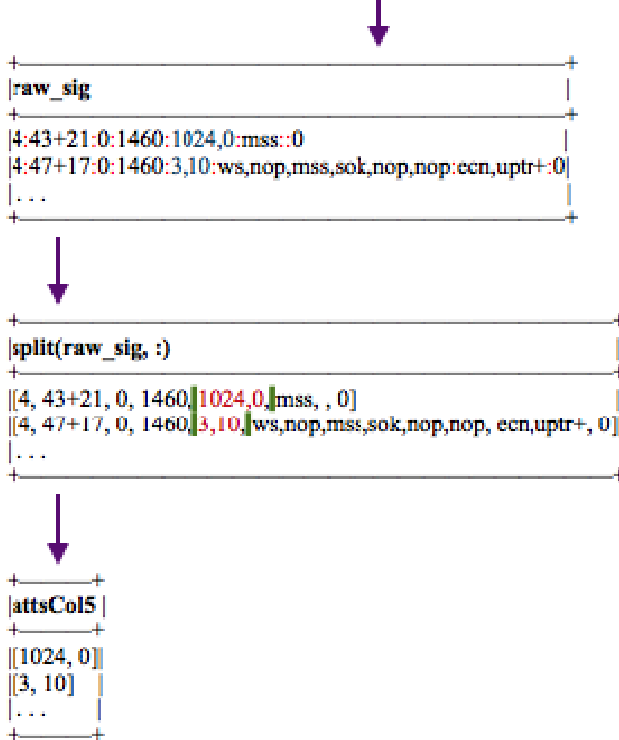 +——————————————+
|raw_sig |
+——————————————+
|4:43+21:0:1460:1024,0:mss::0 |
|4:47+17:0:1460:3,10:ws,nop,mss,sok,nop,nop:ecn,uptr+:0|
|... |
+——————————————+
+——————————————+
|split(raw_sig, :) |
+——————————————+
|[4, 43+21, 0, 1460, 1024,0, mss, , 0] |
|[4, 47+17, 0, 1460, 3,10, ws,nop,mss,sok,nop,nop, ecn,uptr+, 0]|
|...
+——————————————+
+———+
|attsCol5 |
+———+
|[1024, 0]|
|[3, 10] |
|... |
+———+